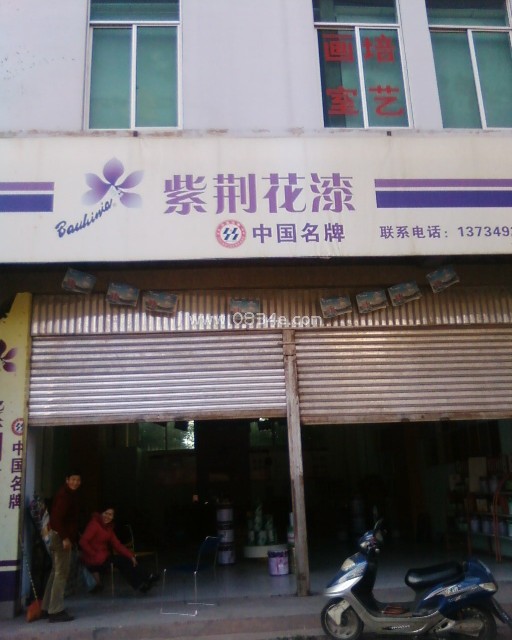 画培
室艺
紫荆花漆
Bauhinia
中国名牌
联系电话：137349
www.0834e.com
中国名牌